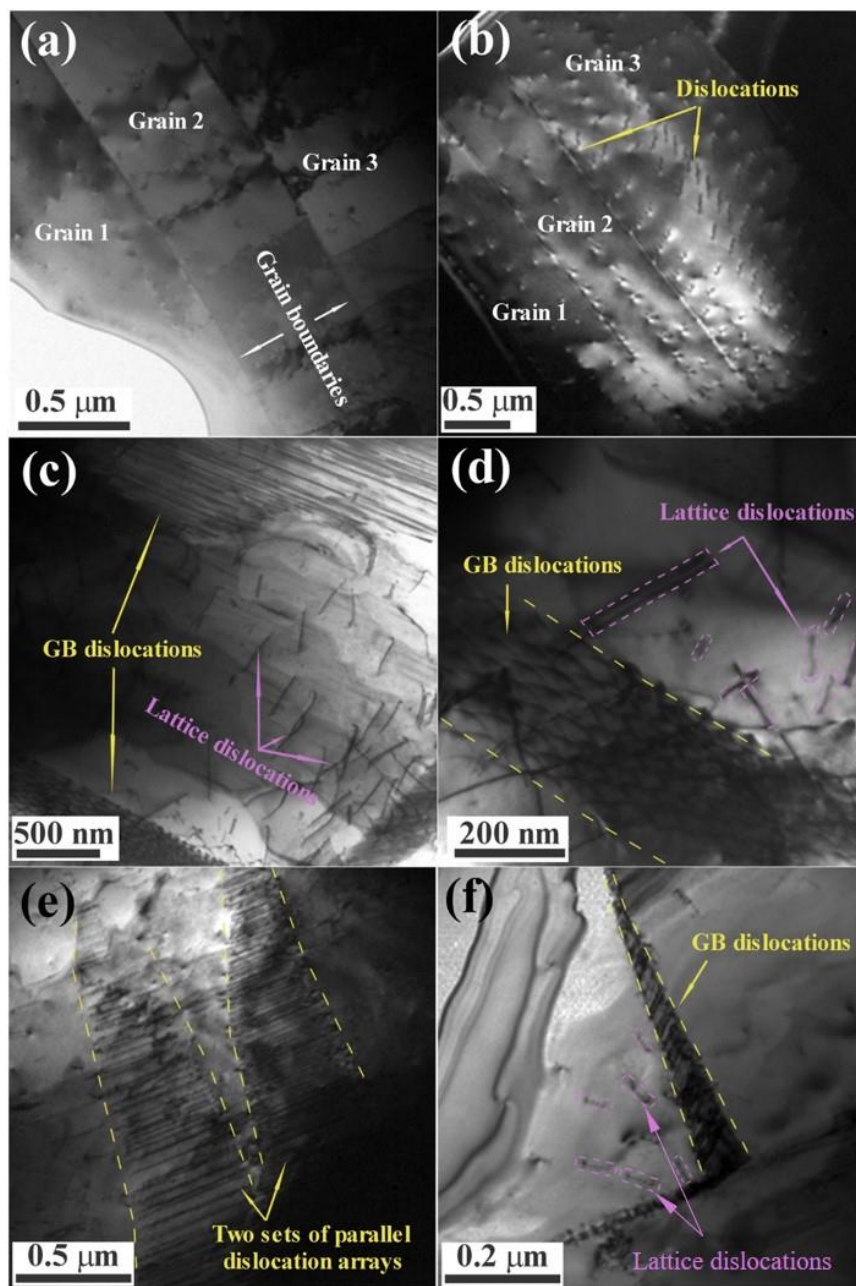 (a)
Grain 2
Grain 3
Grain 1
Grain boundaries
0.5 μm
(b)
Grain 3
Dislocations
Grain 2
Grain 1
0.5 μm
(c)
GB dislocations
Lattice dislocations
500 nm
(d)
Lattice dislocations
GB dislocations
200 nm
(e)
Two sets of parallel
dislocation arrays
0.5 μm
(f)
GB dislocations
0.2 μm
Lattice dislocations